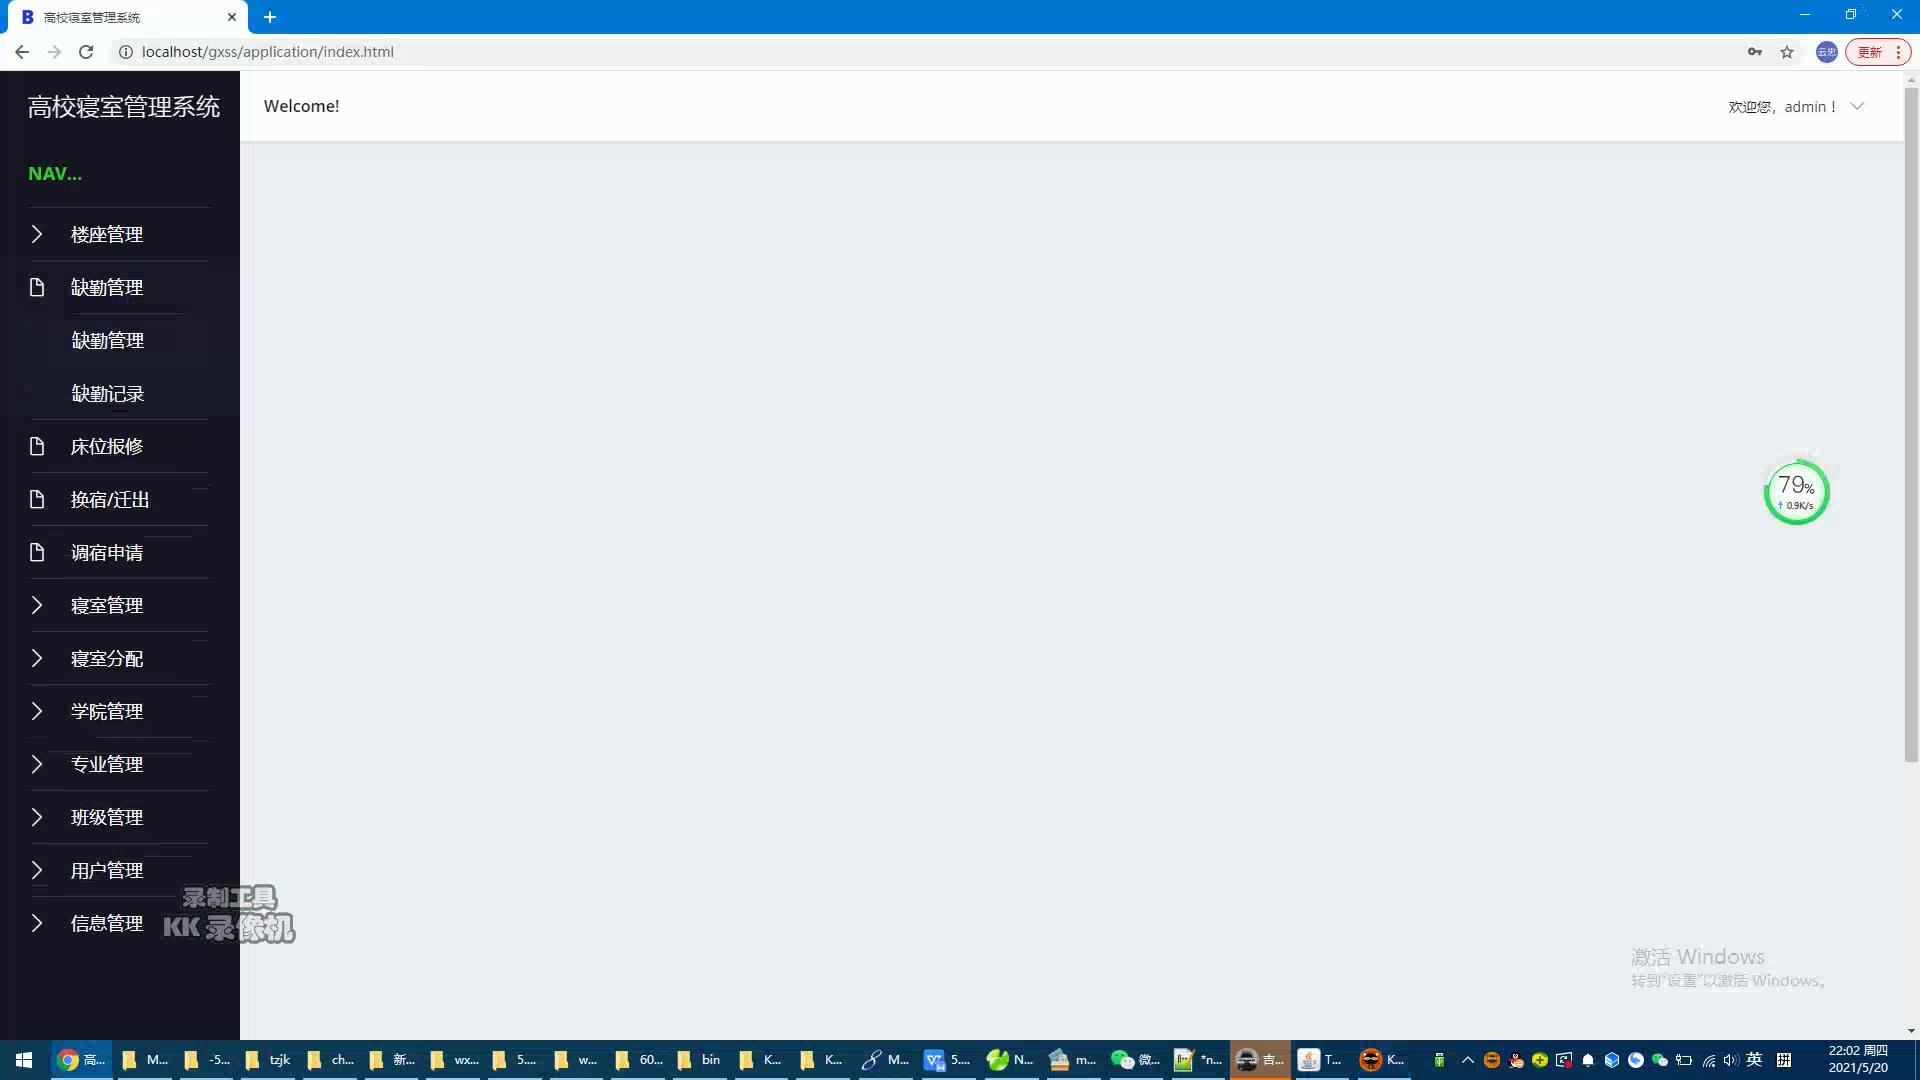 高校寝室管理系统
localhost/gxss/application/index.html
云忠
更新
高校寝室管理系统
Welcome!
欢迎您，admin！
NAV...
楼座管理
缺勤管理
缺勤管理
缺勤记录
床位报修
换宿/迁出
调宿申请
寝室管理
寝室分配
学院管理
专业管理
班级管理
用户管理
信息管理
79%
↑ 0.9K/s
录制工具
KK 录像机
激活 Windows
转到“设置”以激活 Windows。
高... M... -5... tzjk ch... 新... wx... 5.... w... 60... bin K... K... M... 5.... N... m... 微... *n... 吉... T... K... 英 拼
22:02 周四
2021/5/20